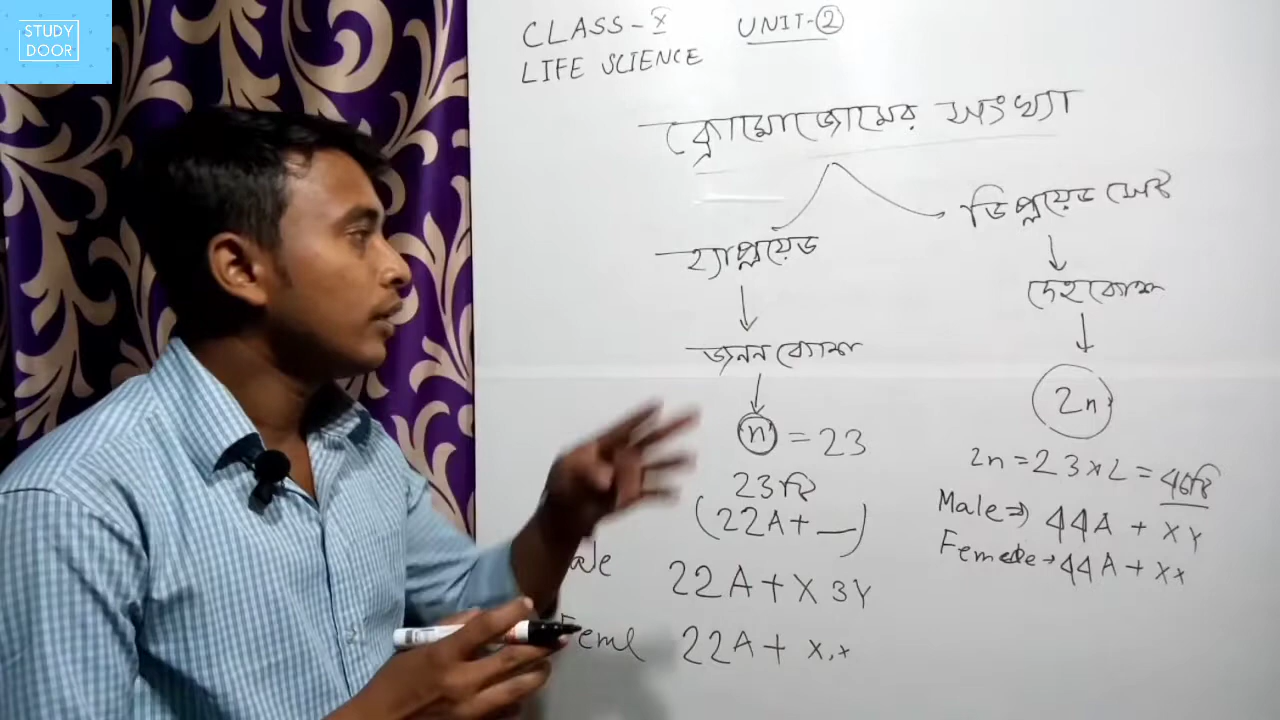 STUDY
DOOR
CLASS-X UNIT-2
LIFE SCIENCE
ক্রোমোজোমের সংখ্যা
হ্যাপ্লয়েড
জনন কোশ
'n' = 23
23টি
(22A+ __)
ale 22A+X ও Y
Feml 22A+ X, X
ডিপ্লয়েড সেট
দেহকোশ
2n
2n = 23×2 = 46টি
Male ⇒ 44A + XY
Female → 44A + XX